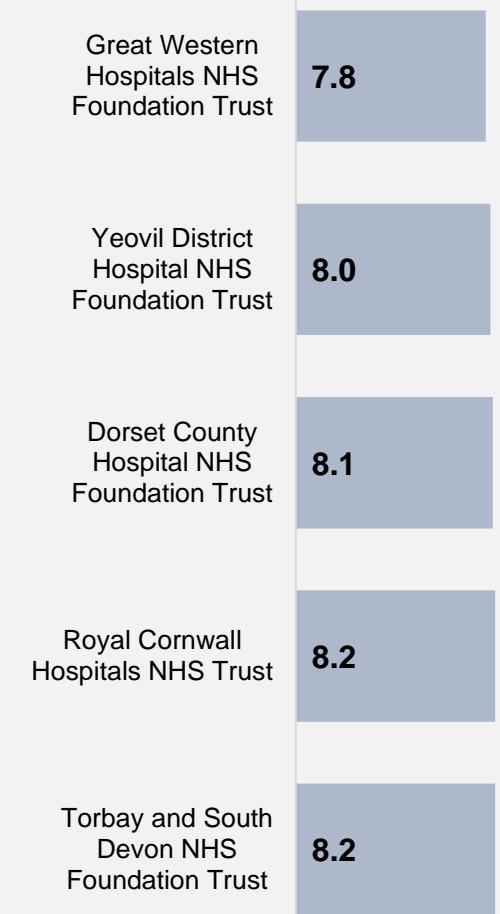 Great Western
Hospitals NHS
Foundation Trust
7.8
Yeovil District
Hospital NHS
Foundation Trust
8.0
Dorset County
Hospital NHS
Foundation Trust
8.1
Royal Cornwall
Hospitals NHS Trust
8.2
Torbay and South
Devon NHS
Foundation Trust
8.2